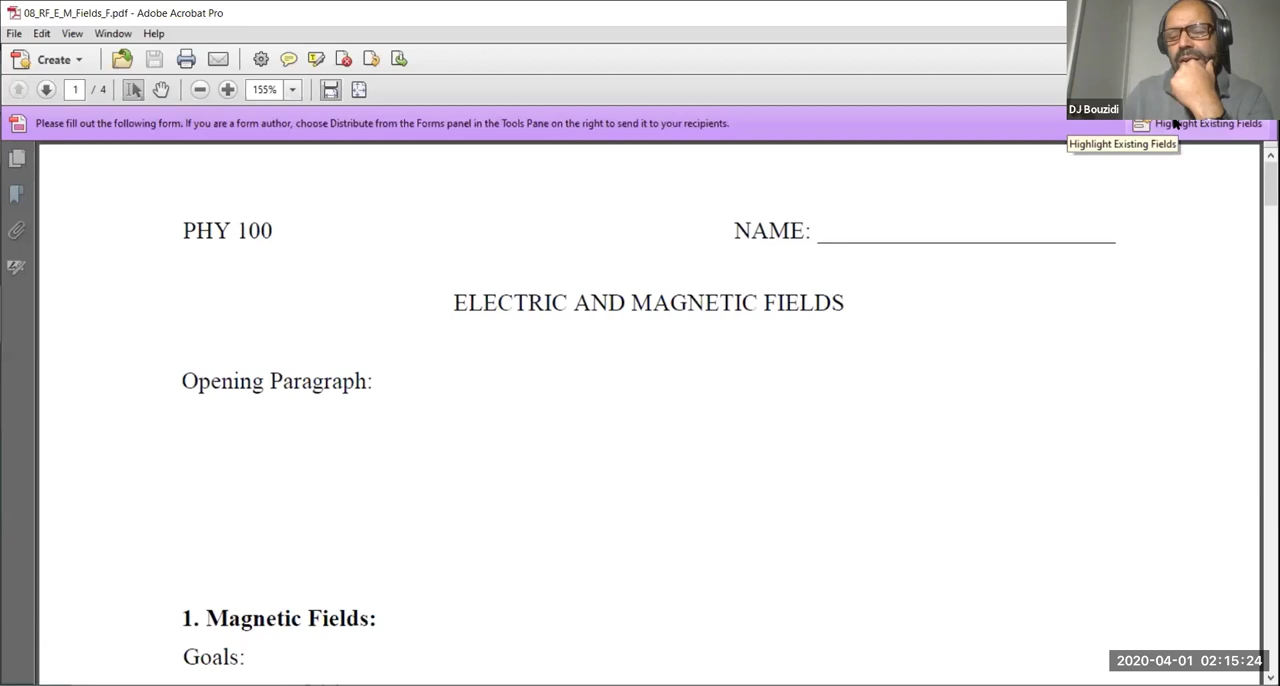 08_RF_E_M_Fields_F.pdf - Adobe Acrobat Pro
File Edit View Window Help
Create
1 / 4 155%
DJ Bouzidi
Please fill out the following form. If you are a form author, choose Distribute from the Forms panel in the Tools Pane on the right to send it to your recipients.
Highlight Existing Fields
Highlight Existing Fields
PHY 100 NAME: ____________________
ELECTRIC AND MAGNETIC FIELDS
Opening Paragraph:
1. Magnetic Fields:
Goals:
2020-04-01 02:15:24